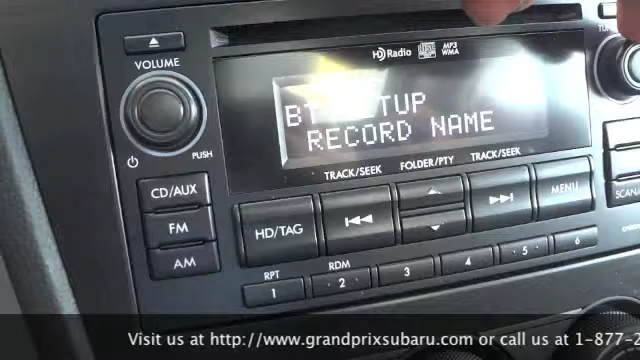 VOLUME
PUSH
HD Radio
MP3
WMA
SETUP
RECORD NAME
TRACK/SEEK
FOLDER/PTY
TRACK/SEEK
CD/AUX
FM
AM
HD/TAG
MENU
RPT
RDM
1
2
3
4
5
6
Visit us at http://www.grandprixsubaru.com or call us at 1-877-2